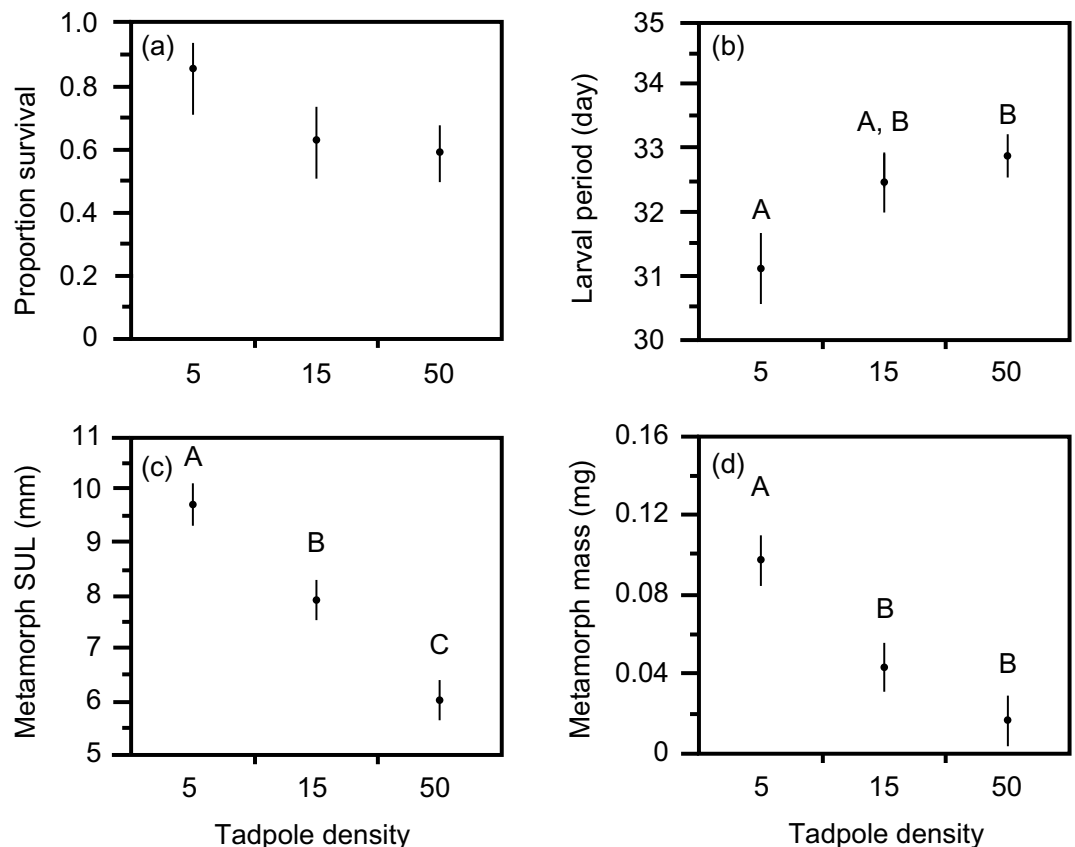 (a)
Proportion survival
1.0
0.8
0.6
0.4
0.2
0
5 15 50
(b)
Larval period (day)
35
34
33
32
31
30
A
A, B
B
5 15 50
(c)
Metamorph SUL (mm)
11
10
9
8
7
6
5
A
B
C
5 15 50
Tadpole density
(d)
Metamorph mass (mg)
0.16
0.12
0.08
0.04
0
A
B
B
5 15 50
Tadpole density